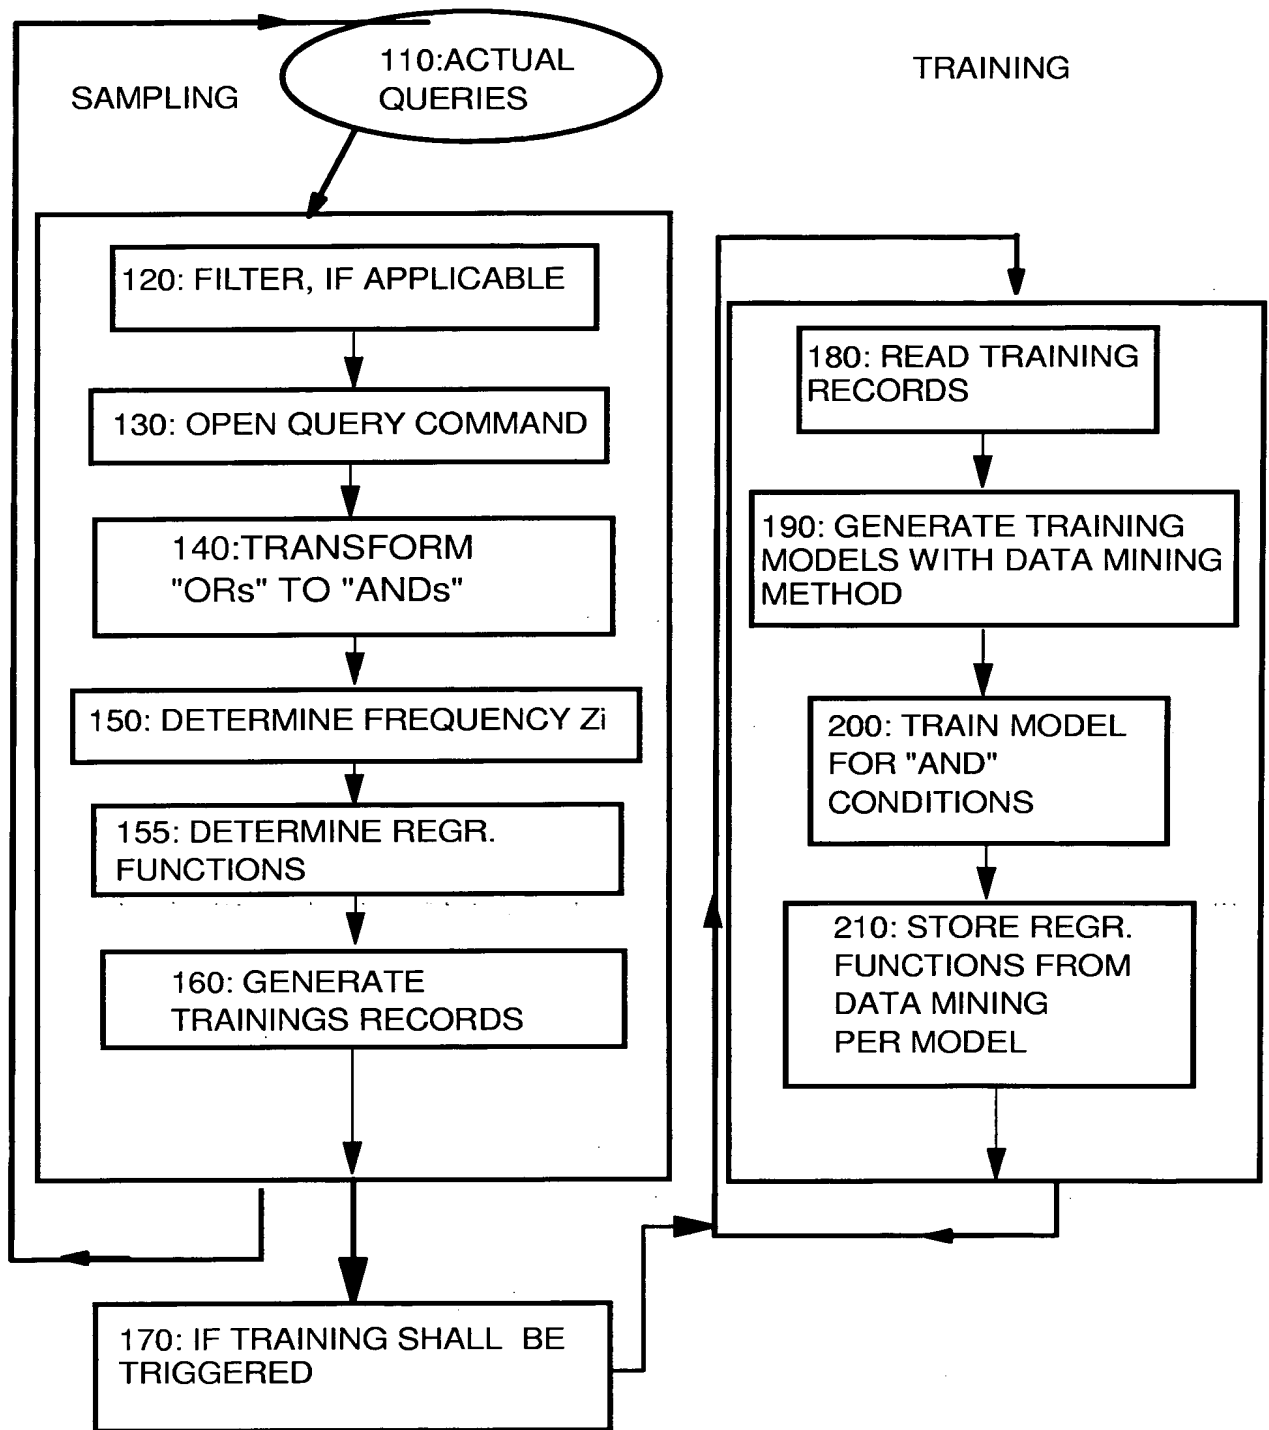 SAMPLING
110:ACTUAL
QUERIES
120: FILTER, IF APPLICABLE
130: OPEN QUERY COMMAND
140:TRANSFORM
"ORs" TO "ANDs"
150: DETERMINE FREQUENCY Zi
155: DETERMINE REGR.
FUNCTIONS
160: GENERATE
TRAININGS RECORDS
170: IF TRAINING SHALL BE
TRIGGERED
TRAINING
180: READ TRAINING
RECORDS
190: GENERATE TRAINING
MODELS WITH DATA MINING
METHOD
200: TRAIN MODEL
FOR "AND"
CONDITIONS
210: STORE REGR.
FUNCTIONS FROM
DATA MINING
PER MODEL